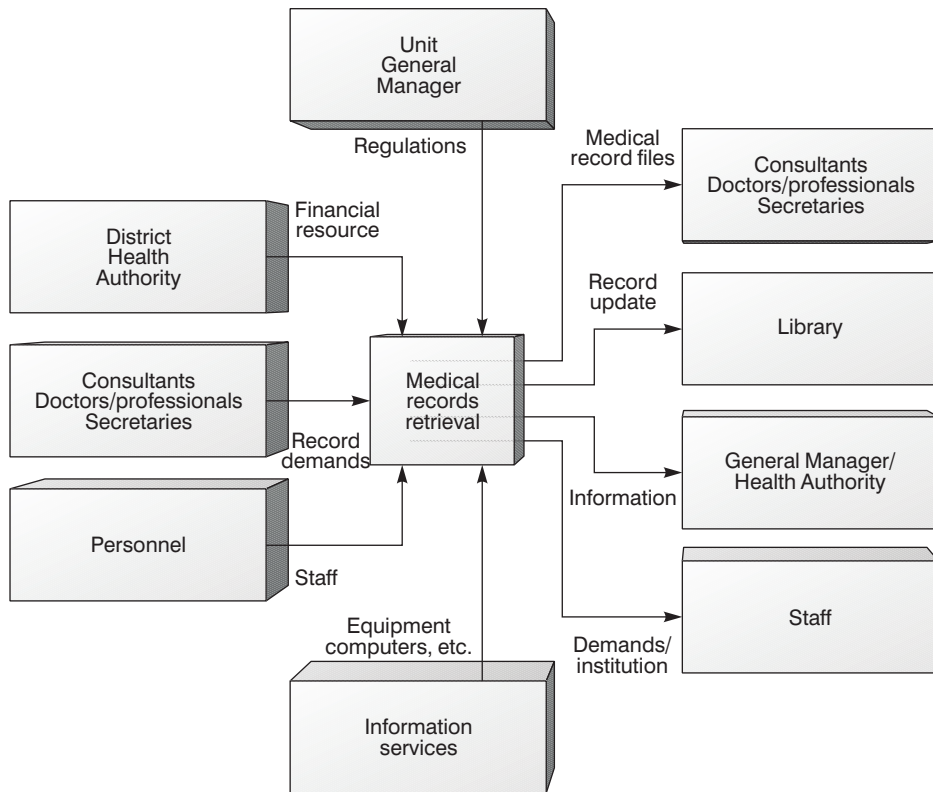 Unit
General
Manager
Regulations
Medical
record files
Consultants
Doctors/professionals
Secretaries
Financial
resource
District
Health
Authority
Record
update
Library
Consultants
Doctors/professionals
Secretaries
Medical
records
retrieval
Record
demands
General Manager/
Health Authority
Information
Personnel
Staff
Staff
Equipment
computers, etc.
Demands/
institution
Information
services